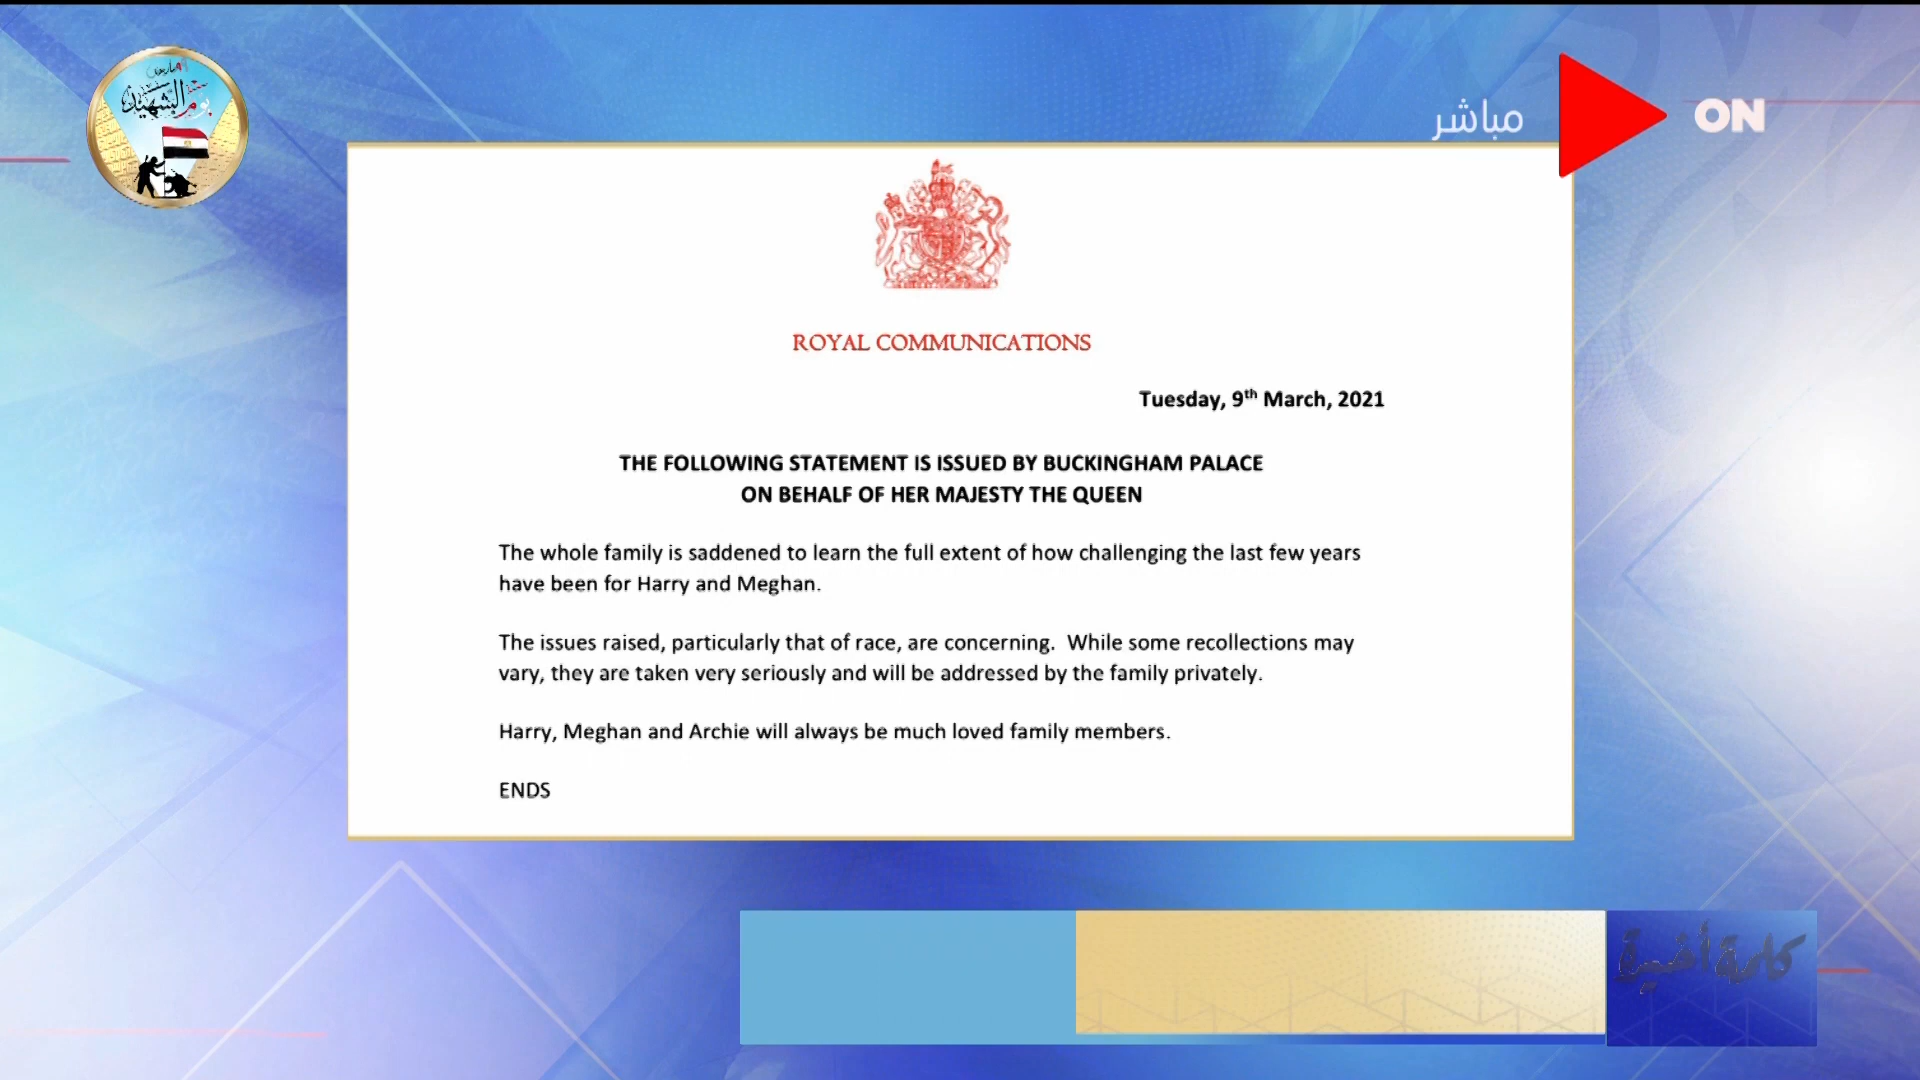 ٩ مارس
يوم الشهيد
مباشر
ON
ROYAL COMMUNICATIONS
Tuesday, 9th March, 2021
THE FOLLOWING STATEMENT IS ISSUED BY BUCKINGHAM PALACE
ON BEHALF OF HER MAJESTY THE QUEEN
The whole family is saddened to learn the full extent of how challenging the last few years
have been for Harry and Meghan.
The issues raised, particularly that of race, are concerning.  While some recollections may
vary, they are taken very seriously and will be addressed by the family privately.
Harry, Meghan and Archie will always be much loved family members.
ENDS
كلمة أخيرة